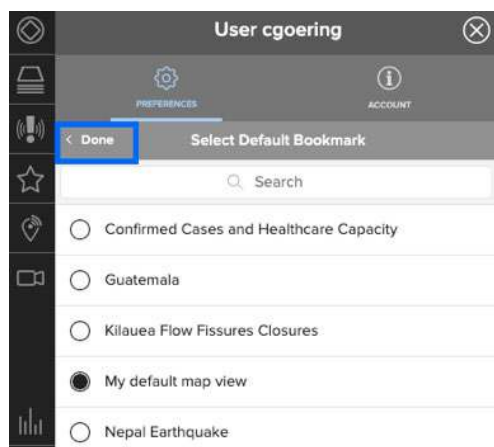 User cgoering
PREFERENCES
ACCOUNT
< Done
Select Default Bookmark
Search
Confirmed Cases and Healthcare Capacity
Guatemala
Kilauea Flow Fissures Closures
My default map view
Nepal Earthquake